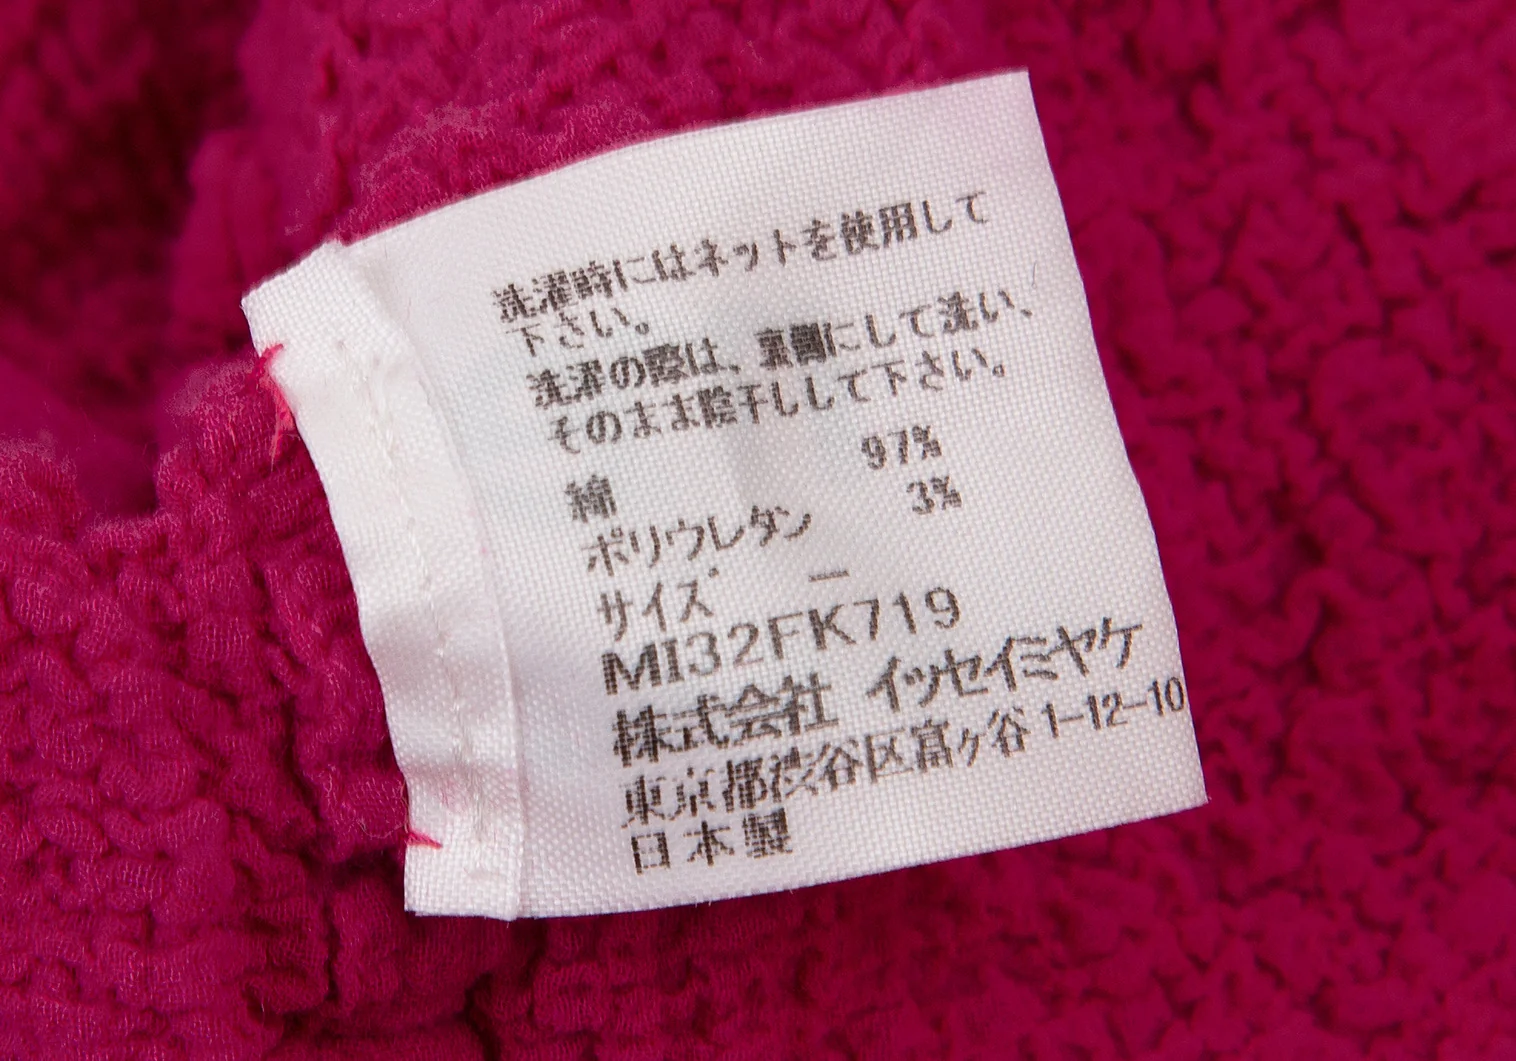 洗濯時にはネットを使用して
下さい。
洗濯の際は、裏側にして洗い、
そのまま陰干しして下さい。
綿 97%
ポリウレタン 3%
サイズ －
MI32FK719
株式会社 イッセイミヤケ
東京都渋谷区富ヶ谷1-12-10
日本製